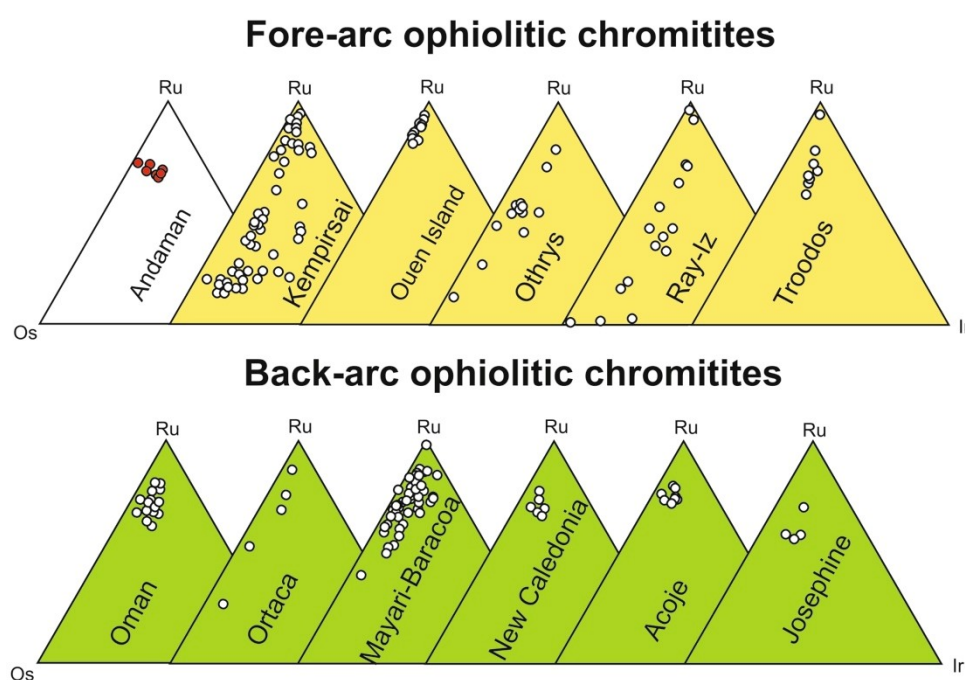 Fore-arc ophiolitic chromitites
Ru Ru Ru Ru Ru Ru
Andaman
Kempirsai
Ouen Island
Othrys
Ray-Iz
Troodos
Os
Back-arc ophiolitic chromitites
Ru Ru Ru Ru Ru Ru
Oman
Ortaca
Mayari-Baracoa
New Caledonia
Acoje
Josephine
Os Ir